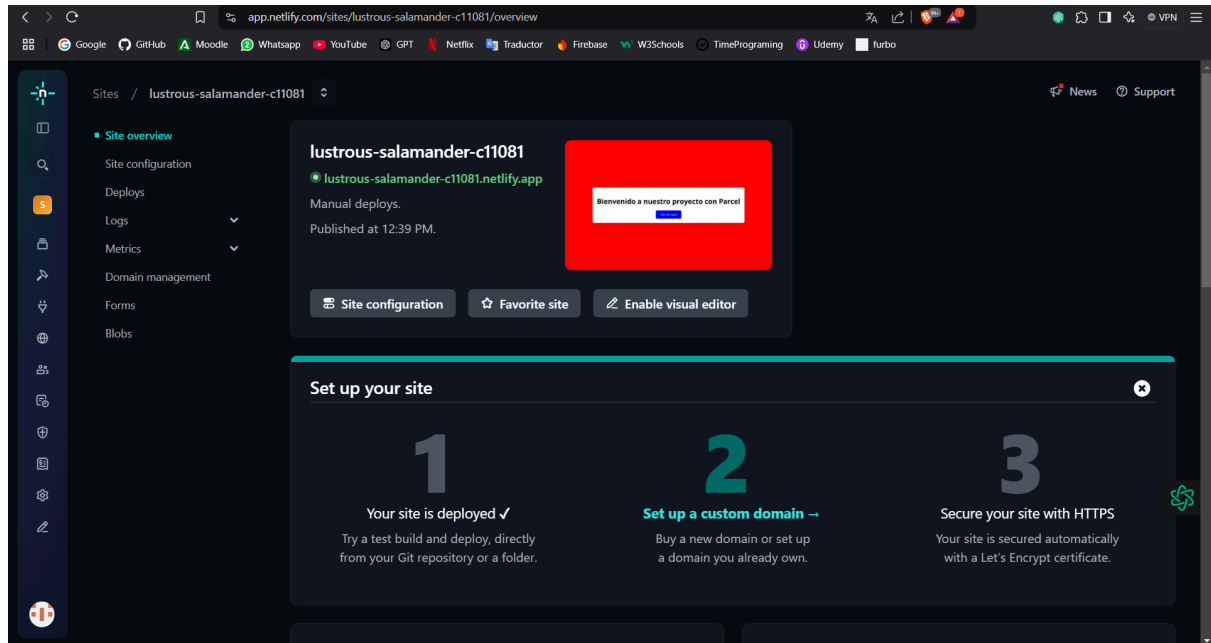 app.netlify.com/sites/lustrous-salamander-c11081/overview
99+
1
VPN
Google GitHub Moodle Whatsapp YouTube GPT Netflix Traductor Firebase W3Schools TimePrograming Udemy furbo
Sites / lustrous-salamander-c11081
News Support
Site overview
Site configuration
Deploys
Logs
Metrics
Domain management
Forms
Blobs
S
lustrous-salamander-c11081
lustrous-salamander-c11081.netlify.app
Manual deploys.
Published at 12:39 PM.
Bienvenido a nuestro proyecto con Parcel
Site configuration Favorite site Enable visual editor
Set up your site
1
Your site is deployed ✓
Try a test build and deploy, directly
from your Git repository or a folder.
2
Set up a custom domain →
Buy a new domain or set up
a domain you already own.
3
Secure your site with HTTPS
Your site is secured automatically
with a Let's Encrypt certificate.